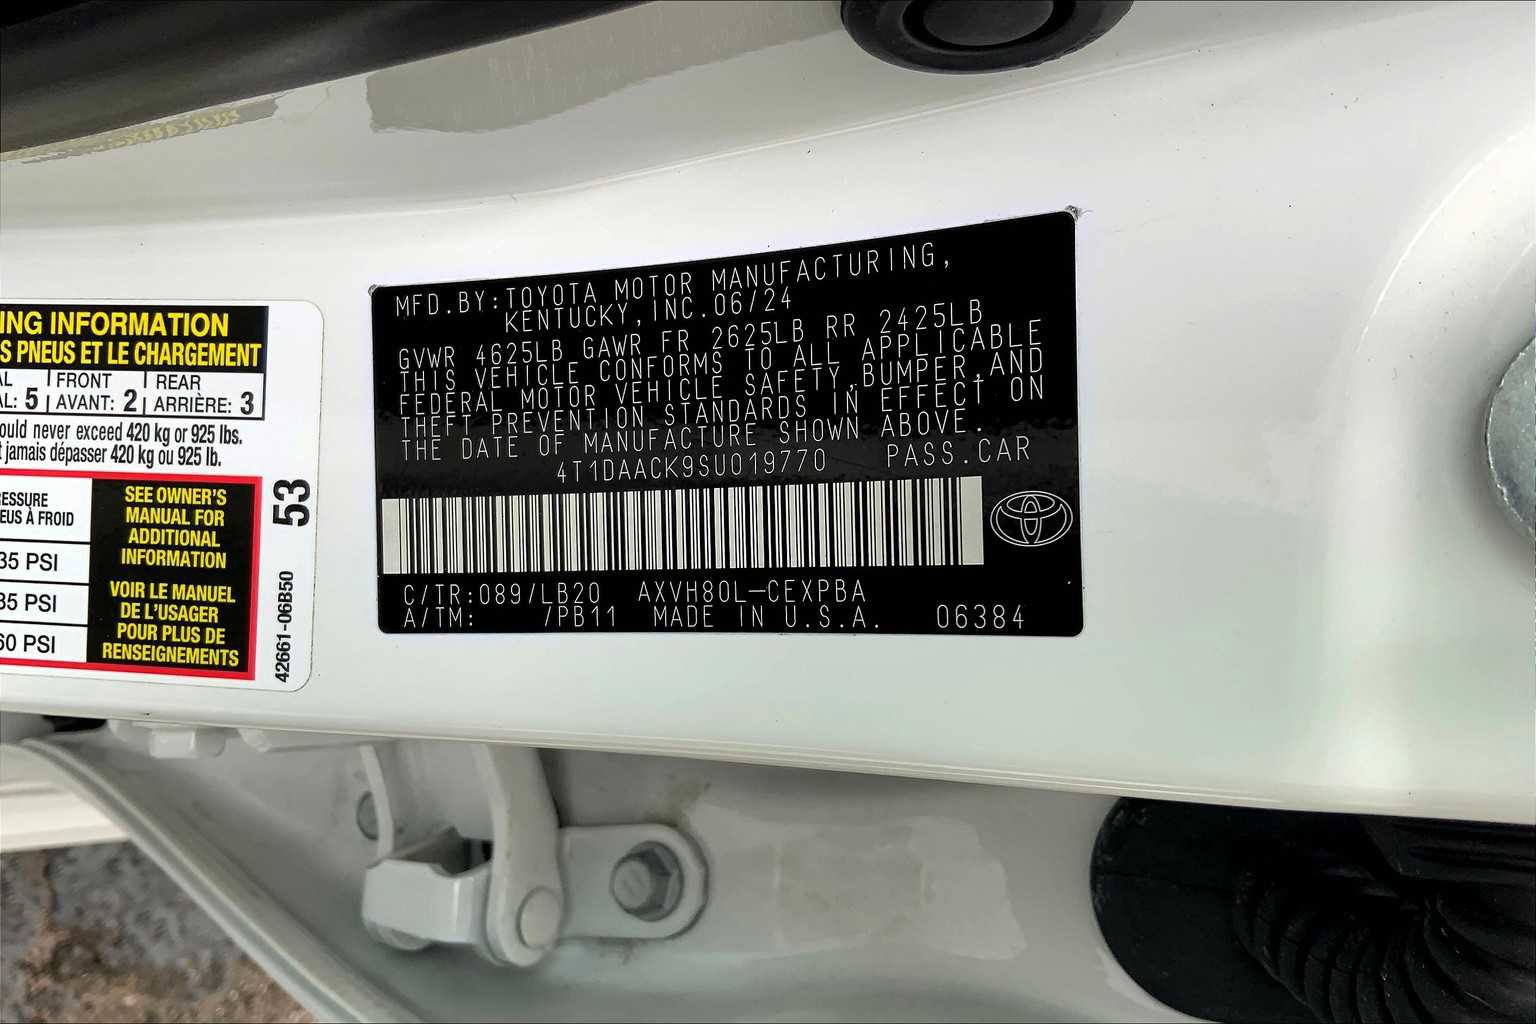 ING INFORMATION
S PNEUS ET LE CHARGEMENT
AL FRONT REAR
AL: 5 AVANT: 2 ARRIÈRE: 3
ould never exceed 420 kg or 925 lbs.
t jamais dépasser 420 kg ou 925 lb.
ESSURE
EUS À FROID
35 PSI
35 PSI
60 PSI
SEE OWNER'S
MANUAL FOR
ADDITIONAL
INFORMATION
VOIR LE MANUEL
DE L'USAGER
POUR PLUS DE
RENSEIGNEMENTS
53
42661-06B50
MFD.BY:TOYOTA MOTOR MANUFACTURING,
KENTUCKY,INC.06/24
GVWR 4625LB GAWR FR 2625LB RR 2425LB
THIS VEHICLE CONFORMS TO ALL APPLICABLE
FEDERAL MOTOR VEHICLE SAFETY,BUMPER,AND
THEFT PREVENTION STANDARDS IN EFFECT ON
THE DATE OF MANUFACTURE SHOWN ABOVE.
4T1DAACK9SU019770 PASS.CAR
C/TR:089/LB20 AXVH80L-CEXPBA
A/TM: 7PB11 MADE IN U.S.A. 06384